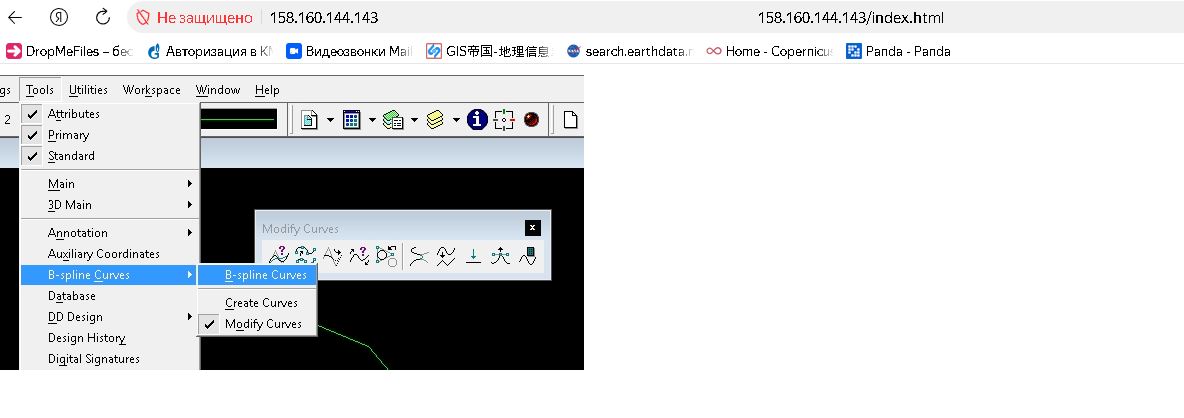 Не защищено 158.160.144.143 158.160.144.143/index.html
DropMeFiles – бес Авторизация в КМ Видеозвонки Mail GIS帝国-地理信息 search.earthdata.n Home - Copernicus Panda - Panda
gs Tools Utilities Workspace Window Help
2
Attributes
Primary
Standard
Main
3D Main
Annotation
Auxiliary Coordinates
B-spline Curves
Database
DD Design
Design History
Digital Signatures
B-spline Curves
Create Curves
Modify Curves
Modify Curves